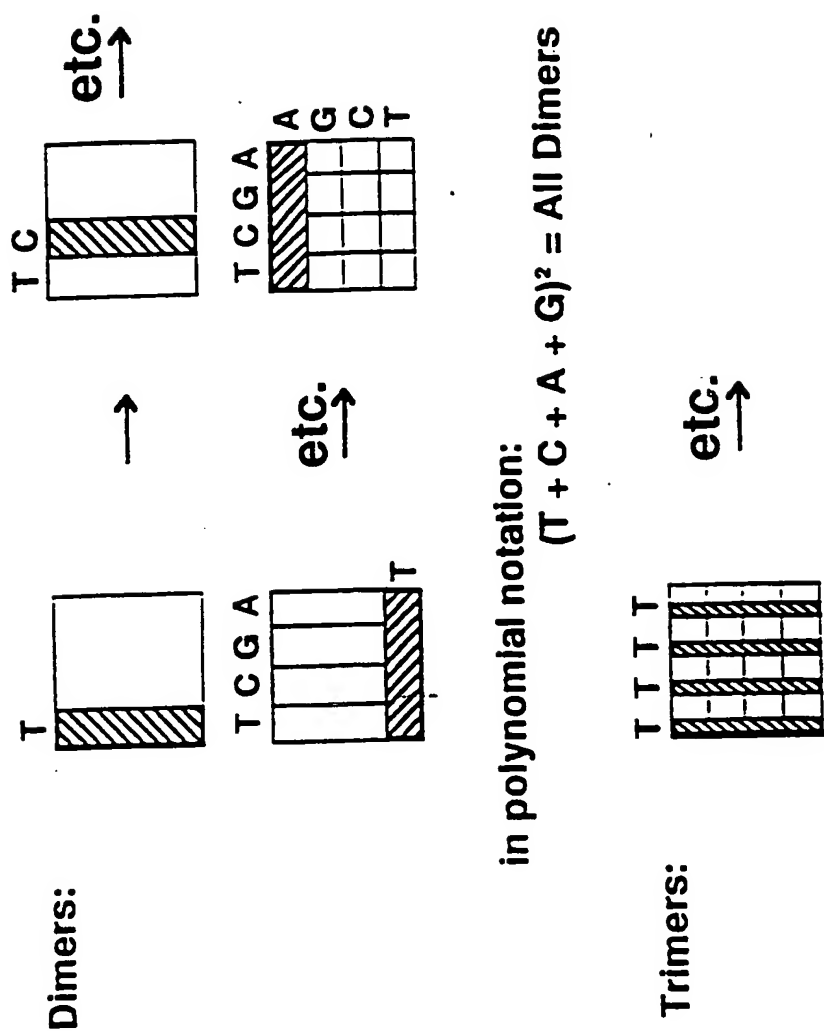 Dimers:
T
T C
etc.
T C G A
T
etc.
T C G A
A
G
C
T
in polynomial notation:
(T + C + A + G)² = All Dimers
Trimers:
T T T T
etc.